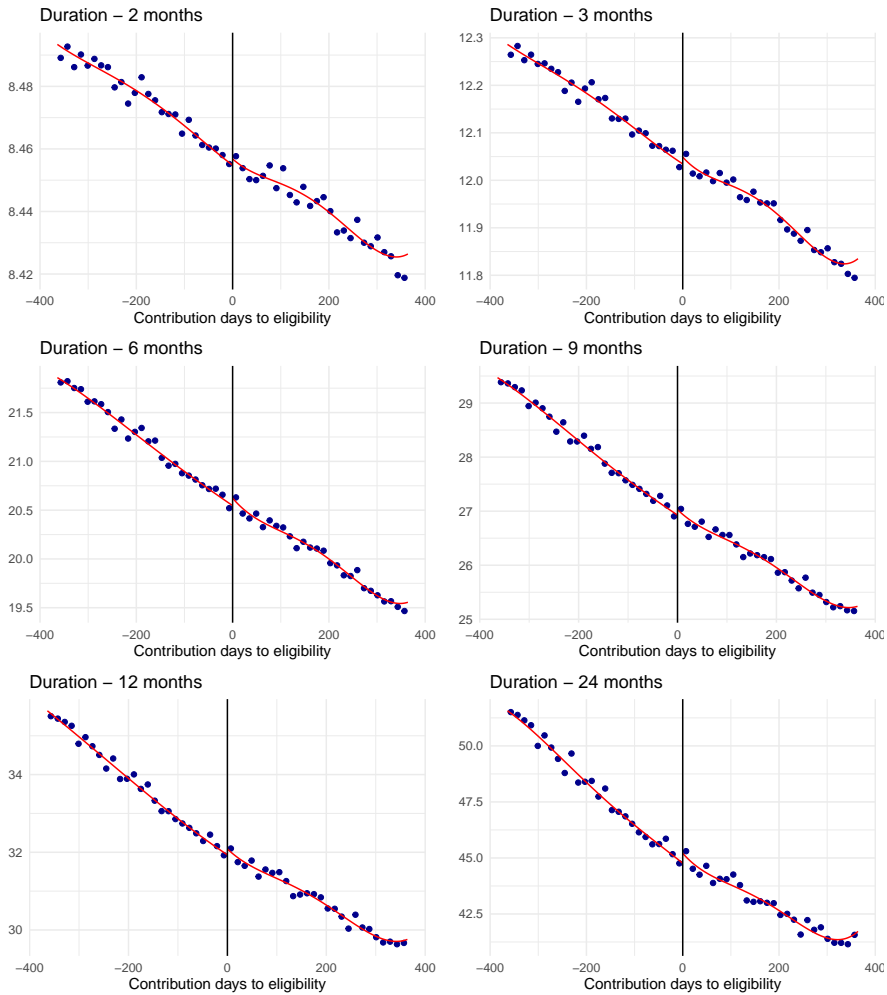 Duration − 2 months
8.48
8.46
8.44
8.42
−400 −200 0 200 400
Contribution days to eligibility
Duration − 3 months
12.3
12.2
12.1
12.0
11.9
11.8
−400 −200 0 200 400
Contribution days to eligibility
Duration − 6 months
21.5
21.0
20.5
20.0
19.5
−400 −200 0 200 400
Contribution days to eligibility
Duration − 9 months
29
28
27
26
25
−400 −200 0 200 400
Contribution days to eligibility
Duration − 12 months
34
32
30
−400 −200 0 200 400
Contribution days to eligibility
Duration − 24 months
50.0
47.5
45.0
42.5
−400 −200 0 200 400
Contribution days to eligibility